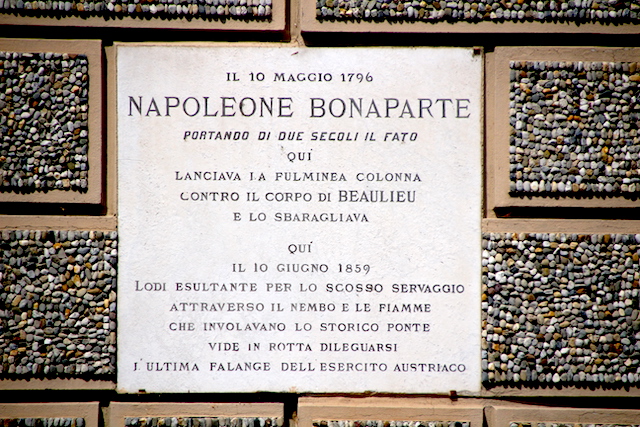 IL 10 MAGGIO 1796
NAPOLEONE BONAPARTE
PORTANDO DI DUE SECOLI IL FATO
QUI
LANCIAVA LA FULMINEA COLONNA
CONTRO IL CORPO DI BEAULIEU
E LO SBARAGLIAVA
QUI
IL 10 GIUGNO 1859
LODI ESULTANTE PER LO SCOSSO SERVAGGIO
ATTRAVERSO IL NEMBO E LE FIAMME
CHE INVOLAVANO LO STORICO PONTE
VIDE IN ROTTA DILEGUARSI
L'ULTIMA FALANGE DELL'ESERCITO AUSTRIACO